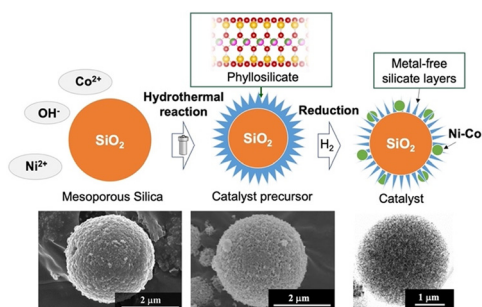 Co2+
OH-
Ni2+
SiO2
Mesoporous Silica
Hydrothermal
reaction
Phyllosilicate
SiO2
Catalyst precursor
Reduction
H2
Metal-free
silicate layers
SiO2
Ni-Co
Catalyst
2 μm
2 μm
1 μm